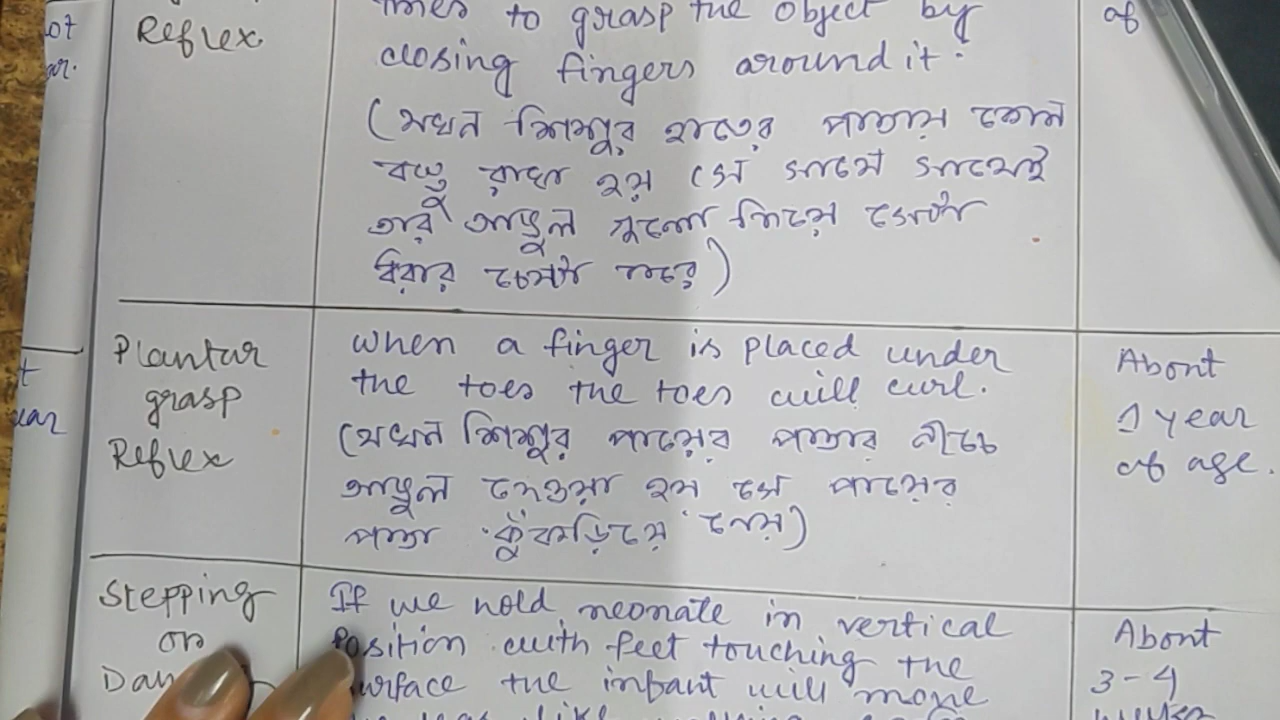 Reflex.
to grasp the object by
closing fingers around it.
(যখন শিশুর হাতের পাতায় কোন
বস্তু রাখা হয় সে সাথে সাথেই
তার আঙুল গুলো দিয়ে সেটা
ধরার চেষ্টা করে)
of
Plantar
grasp
Reflex
When a finger is placed under
the toes the toes will curl.
(যখন শিশুর পায়ের পাতার নীচে
আঙুল দেওয়া হয় সে পায়ের
পাতা কুঁকড়িয়ে নেয়)
About
1 year
of age.
Stepping
or
If we hold neonate in vertical
Position with feet touching the
the infant will move
About
3-4